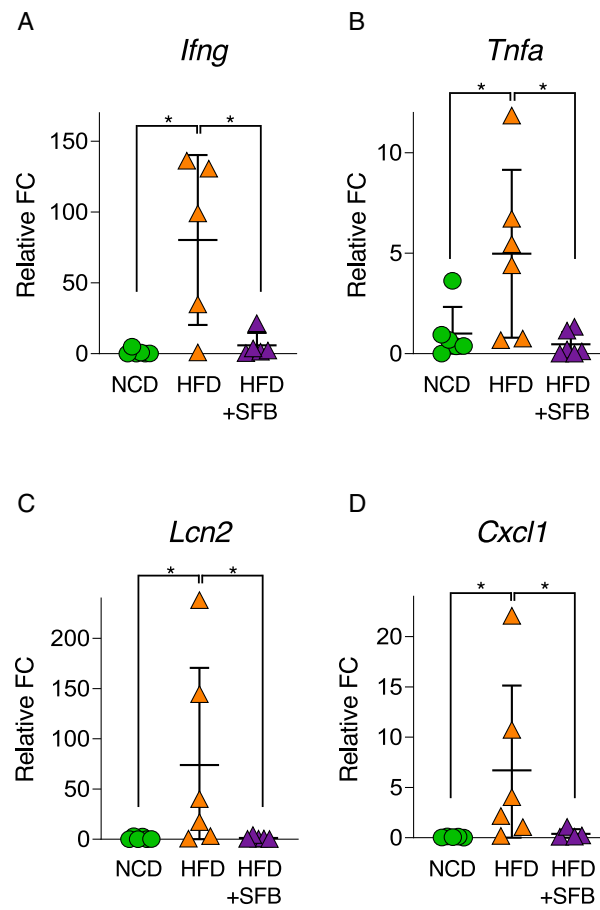 A
Ifng
Relative FC
150
100
50
0
* *
NCD HFD HFD
+SFB
B
Tnfa
Relative FC
10
5
0
* *
NCD HFD HFD
+SFB
C
Lcn2
Relative FC
200
150
100
50
0
* *
NCD HFD HFD
+SFB
D
Cxcl1
Relative FC
20
15
10
5
0
* *
NCD HFD HFD
+SFB